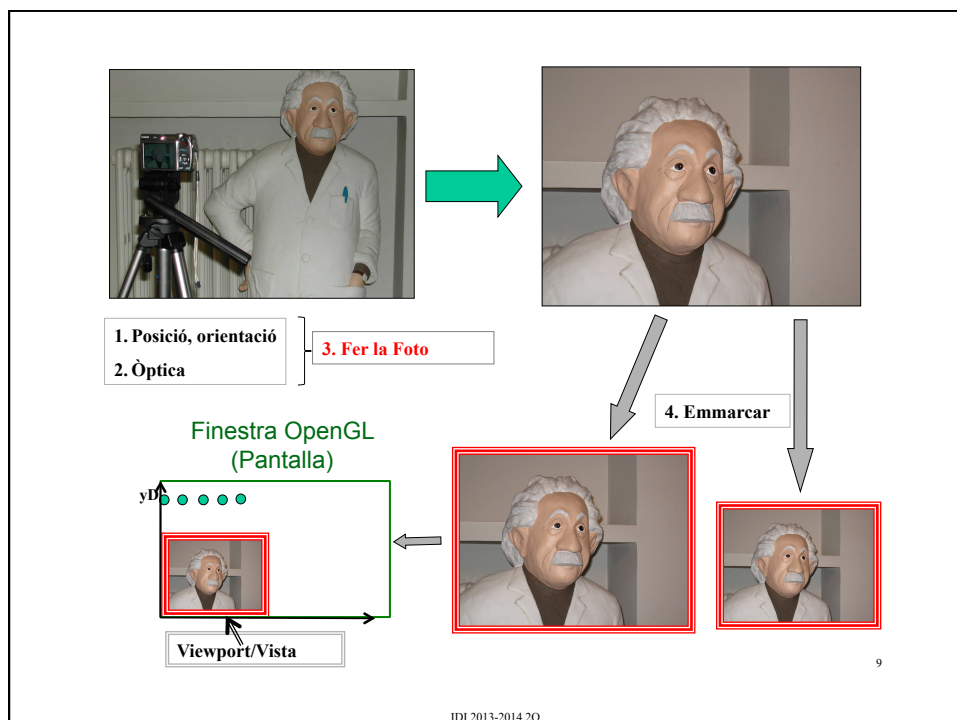 1. Posició, orientació
2. Òptica
3. Fer la Foto
4. Emmarcar
Finestra OpenGL
(Pantalla)
yD
Viewport/Vista
9
IDI 2013-2014 2Q